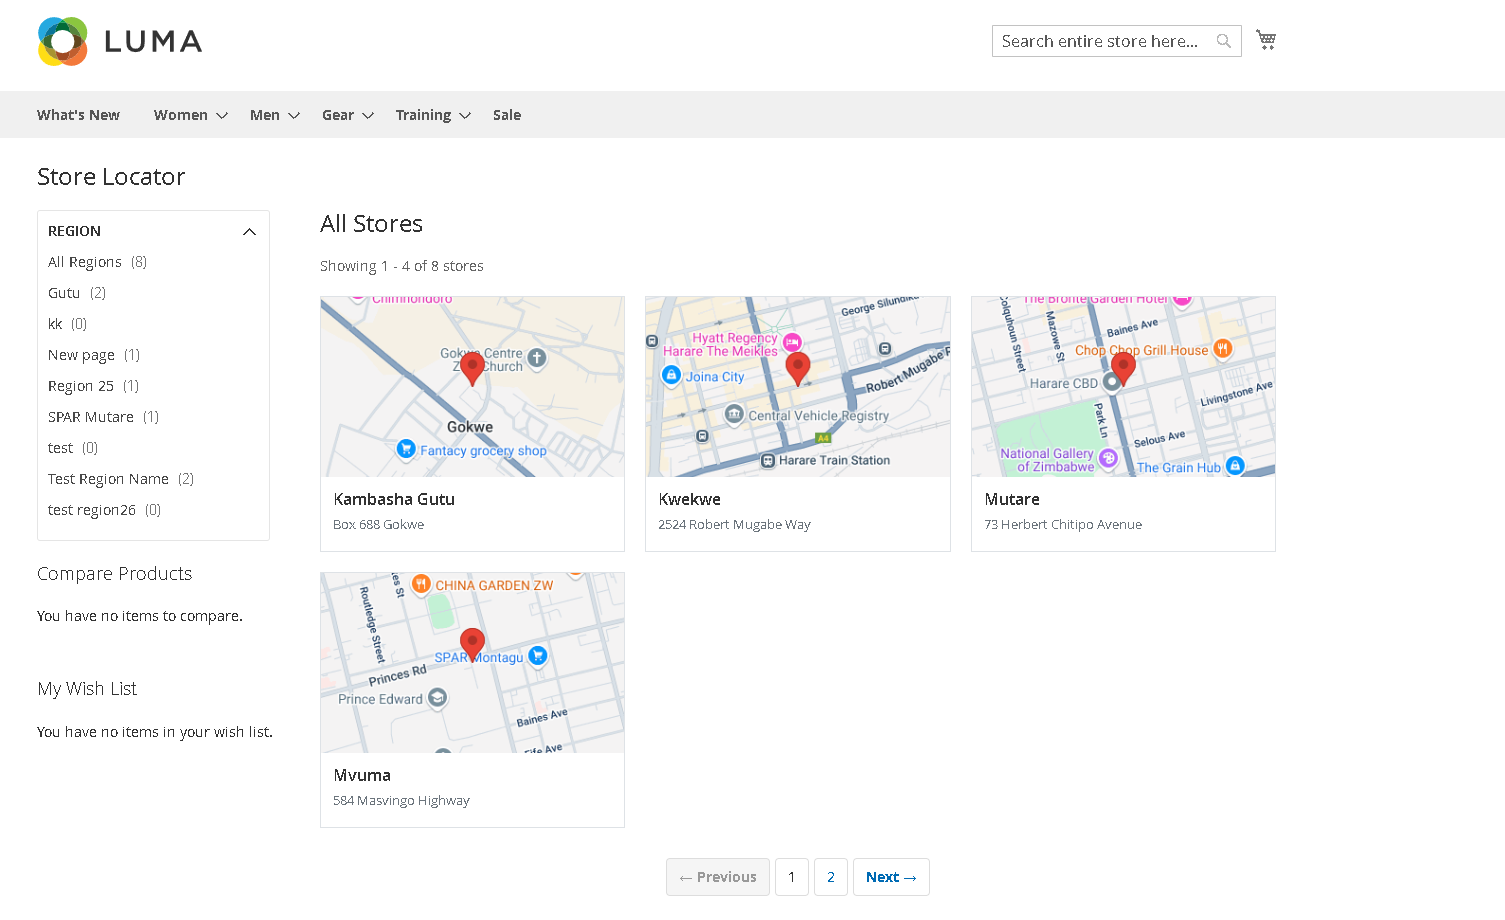 LUMA
Search entire store here...
What's New
Women
Men
Gear
Training
Sale
Store Locator
REGION
All Regions (8)
Gutu (2)
kk (0)
New page (1)
Region 25 (1)
SPAR Mutare (1)
test (0)
Test Region Name (2)
test region26 (0)
Compare Products
You have no items to compare.
My Wish List
You have no items in your wish list.
All Stores
Showing 1 - 4 of 8 stores
Gokwe Centre
Church
Gokwe
Fantacy grocery shop
Kambasha Gutu
Box 688 Gokwe
George Silundika
Hyatt Regency
Harare The Meikles
Joina City
Robert Mugabe R
Central Vehicle Registry
A4
Harare Train Station
Kwekwe
2524 Robert Mugabe Way
The Bronte Garden Hotel
Colquhoun Street
Mazowe St
Baines Ave
Chop Chop Grill House
Harare CBD
Livingstone Ave
Park Ln
Selous Ave
National Gallery
of Zimbabwe
The Grain Hub
Mutare
73 Herbert Chitipo Avenue
CHINA GARDEN ZW
es St
Routledge Street
SPAR Montagu
Princes Rd
Prince Edward
Baines Ave
Fife Ave
Mvuma
584 Masvingo Highway
← Previous
1
2
Next →